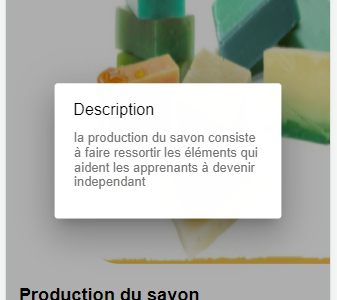 Description
la production du savon consiste
à faire ressortir les éléments qui
aident les apprenants à devenir
independant
Production du savon